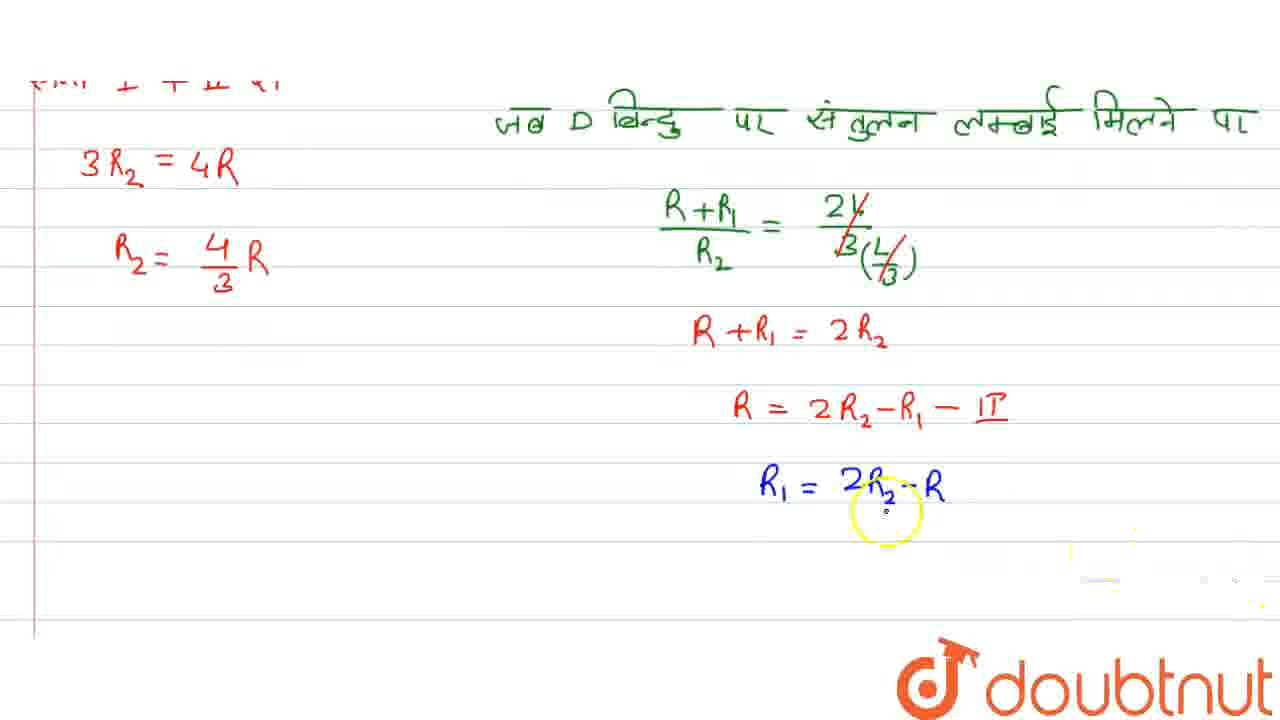 3R₂ = 4R
R₂ = 4/3 R
जब D बिन्दु पर संतुलन लम्बाई मिलने पर
(R + R₁)/R₂ = 2L/3(L/3)
R + R₁ = 2R₂
R = 2R₂ - R₁ - II
R₁ = 2R₂ - R
doubtnut